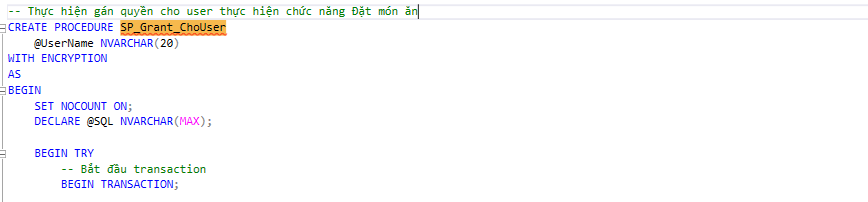 -- Thực hiện gán quyền cho user thực hiện chức năng Đặt món ăn
CREATE PROCEDURE SP_Grant_ChoUser
@UserName NVARCHAR(20)
WITH ENCRYPTION
AS
BEGIN
SET NOCOUNT ON;
DECLARE @SQL NVARCHAR(MAX);
BEGIN TRY
-- Bắt đầu transaction
BEGIN TRANSACTION;